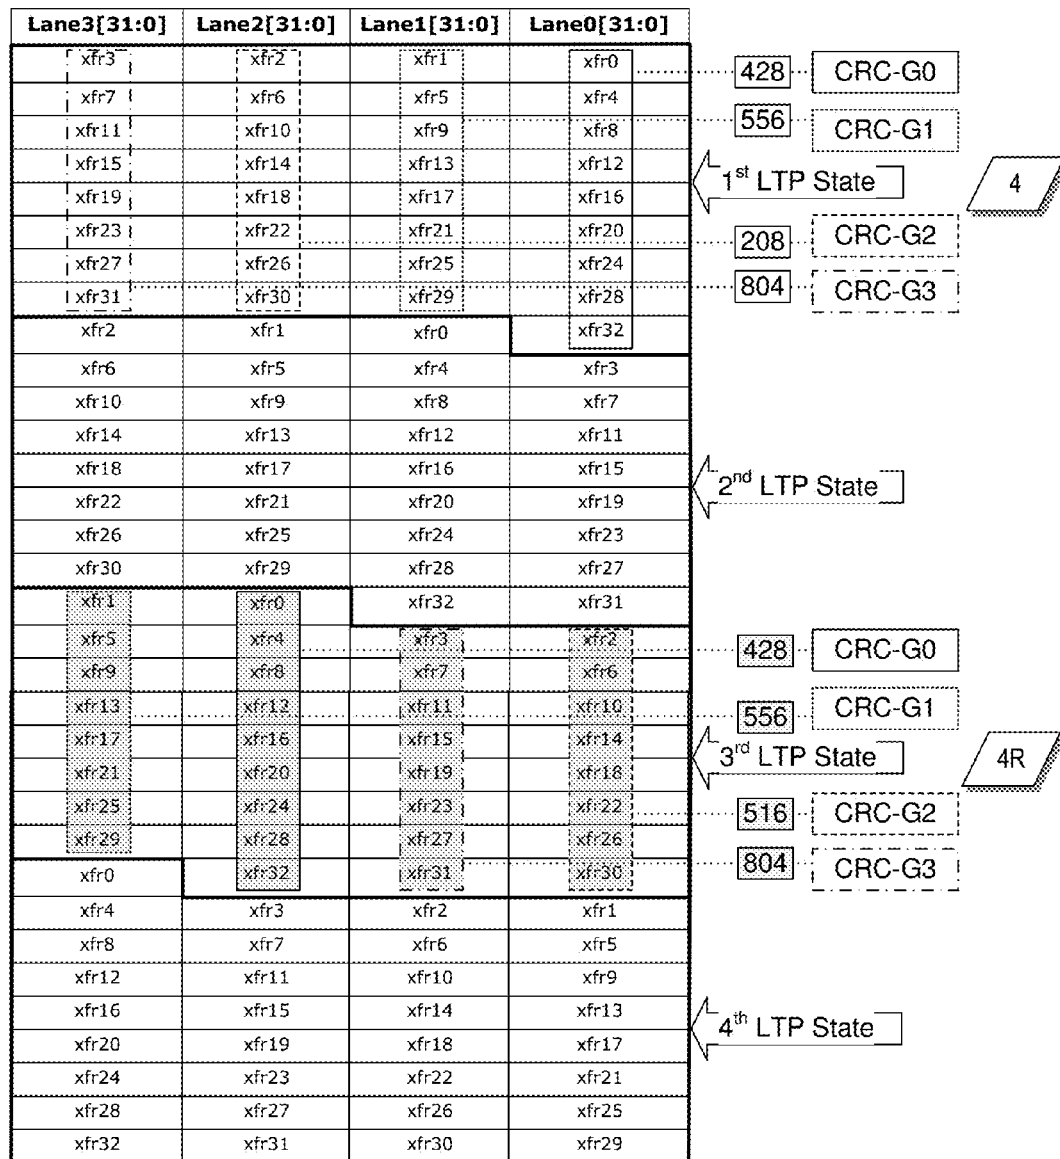 Lane3[31:0] Lane2[31:0] Lane1[31:0] Lane0[31:0]
xfr3 xfr2 xfr1 xfr0 428 CRC-G0
xfr7 xfr6 xfr5 xfr4
xfr11 xfr10 xfr9 xfr8 556 CRC-G1
xfr15 xfr14 xfr13 xfr12
xfr19 xfr18 xfr17 xfr16 1st LTP State 4
xfr23 xfr22 xfr21 xfr20 208 CRC-G2
xfr27 xfr26 xfr25 xfr24
xfr31 xfr30 xfr29 xfr28 804 CRC-G3
xfr2 xfr1 xfr0 xfr32
xfr6 xfr5 xfr4 xfr3
xfr10 xfr9 xfr8 xfr7
xfr14 xfr13 xfr12 xfr11
xfr18 xfr17 xfr16 xfr15 2nd LTP State
xfr22 xfr21 xfr20 xfr19
xfr26 xfr25 xfr24 xfr23
xfr30 xfr29 xfr28 xfr27
xfr1 xfr0 xfr32 xfr31
xfr5 xfr4 xfr3 xfr2 428 CRC-G0
xfr9 xfr8 xfr7 xfr6
xfr13 xfr12 xfr11 xfr10 556 CRC-G1
xfr17 xfr16 xfr15 xfr14 3rd LTP State 4R
xfr21 xfr20 xfr19 xfr18
xfr25 xfr24 xfr23 xfr22 516 CRC-G2
xfr29 xfr28 xfr27 xfr26
xfr0 xfr32 xfr31 xfr30 804 CRC-G3
xfr4 xfr3 xfr2 xfr1
xfr8 xfr7 xfr6 xfr5
xfr12 xfr11 xfr10 xfr9
xfr16 xfr15 xfr14 xfr13 4th LTP State
xfr20 xfr19 xfr18 xfr17
xfr24 xfr23 xfr22 xfr21
xfr28 xfr27 xfr26 xfr25
xfr32 xfr31 xfr30 xfr29